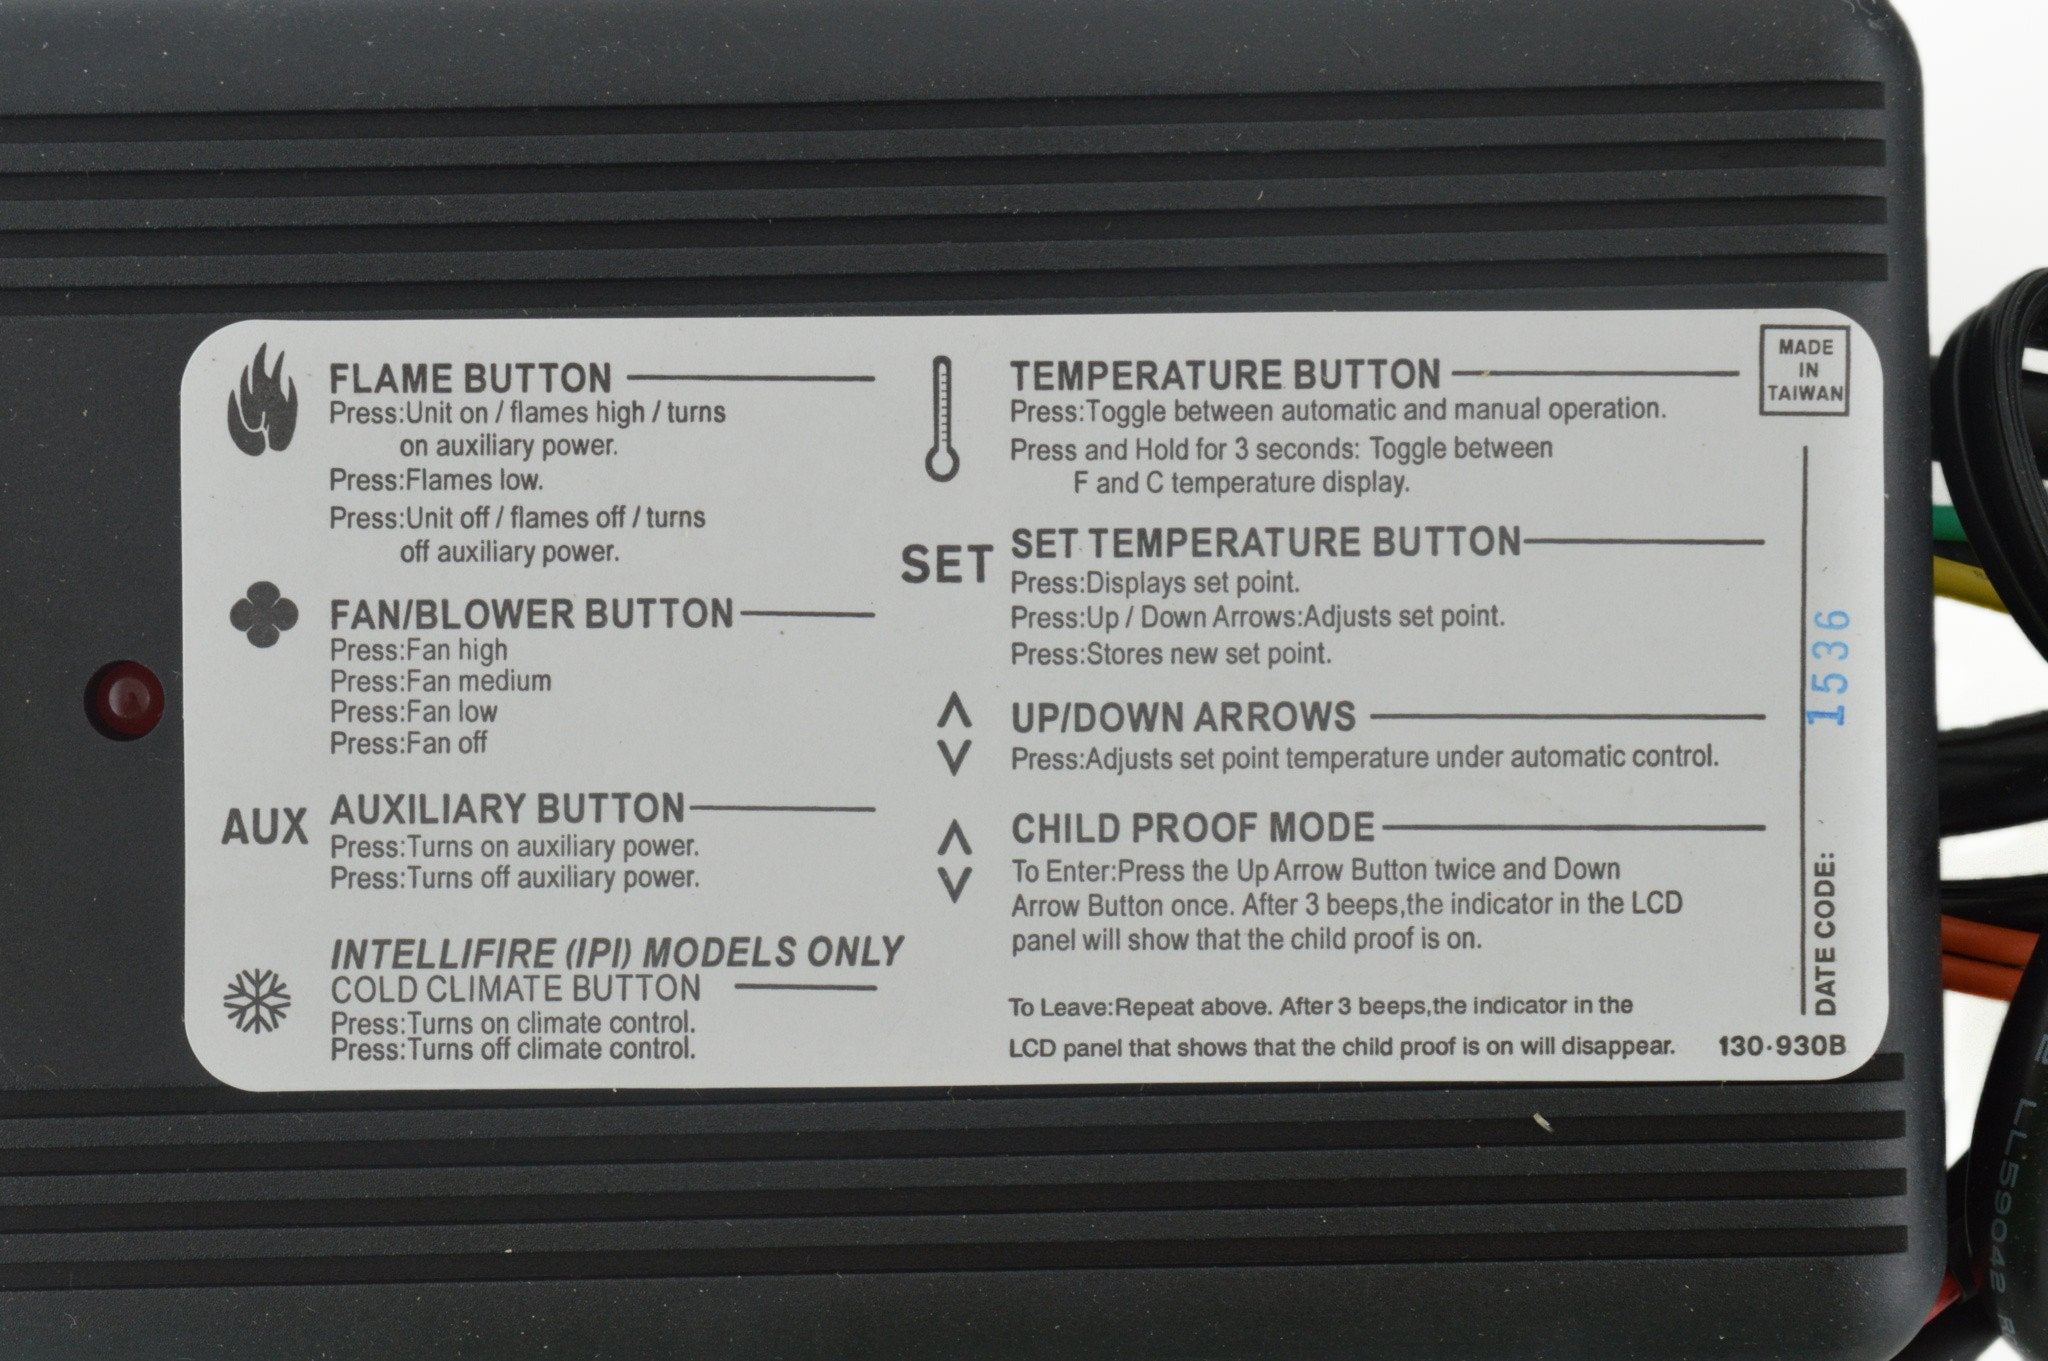 FLAME BUTTON
Press:Unit on / flames high / turns
on auxiliary power.
Press:Flames low.
Press:Unit off / flames off / turns
off auxiliary power.
FAN/BLOWER BUTTON
Press:Fan high
Press:Fan medium
Press:Fan low
Press:Fan off
AUX
AUXILIARY BUTTON
Press:Turns on auxiliary power.
Press:Turns off auxiliary power.
INTELLIFIRE (IPI) MODELS ONLY
COLD CLIMATE BUTTON
Press:Turns on climate control.
Press:Turns off climate control.
TEMPERATURE BUTTON
Press:Toggle between automatic and manual operation.
Press and Hold for 3 seconds: Toggle between
F and C temperature display.
SET
SET TEMPERATURE BUTTON
Press:Displays set point.
Press:Up / Down Arrows:Adjusts set point.
Press:Stores new set point.
UP/DOWN ARROWS
Press:Adjusts set point temperature under automatic control.
CHILD PROOF MODE
To Enter:Press the Up Arrow Button twice and Down
Arrow Button once. After 3 beeps,the indicator in the LCD
panel will show that the child proof is on.
To Leave:Repeat above. After 3 beeps,the indicator in the
LCD panel that shows that the child proof is on will disappear.
130-930B
MADE
IN
TAIWAN
DATE CODE: 1536
LL59042